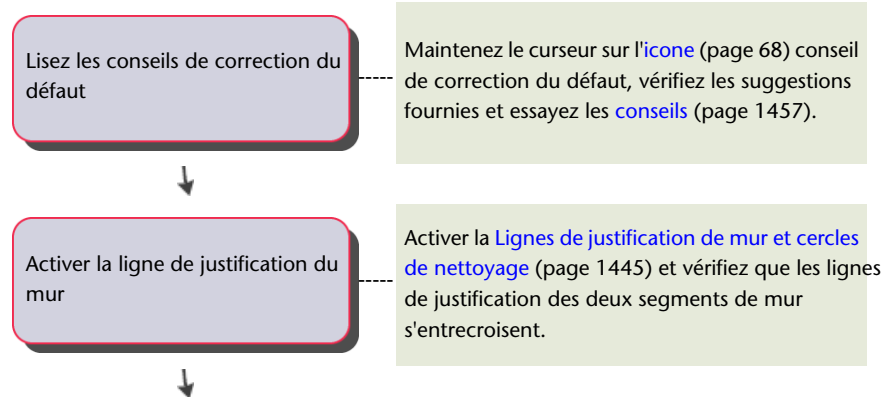 Lisez les conseils de correction du
défaut
Maintenez le curseur sur l'icone (page 68) conseil
de correction du défaut, vérifiez les suggestions
fournies et essayez les conseils (page 1457).
Activer la ligne de justification du
mur
Activer la Lignes de justification de mur et cercles
de nettoyage (page 1445) et vérifiez que les lignes
de justification des deux segments de mur
s'entrecroisent.